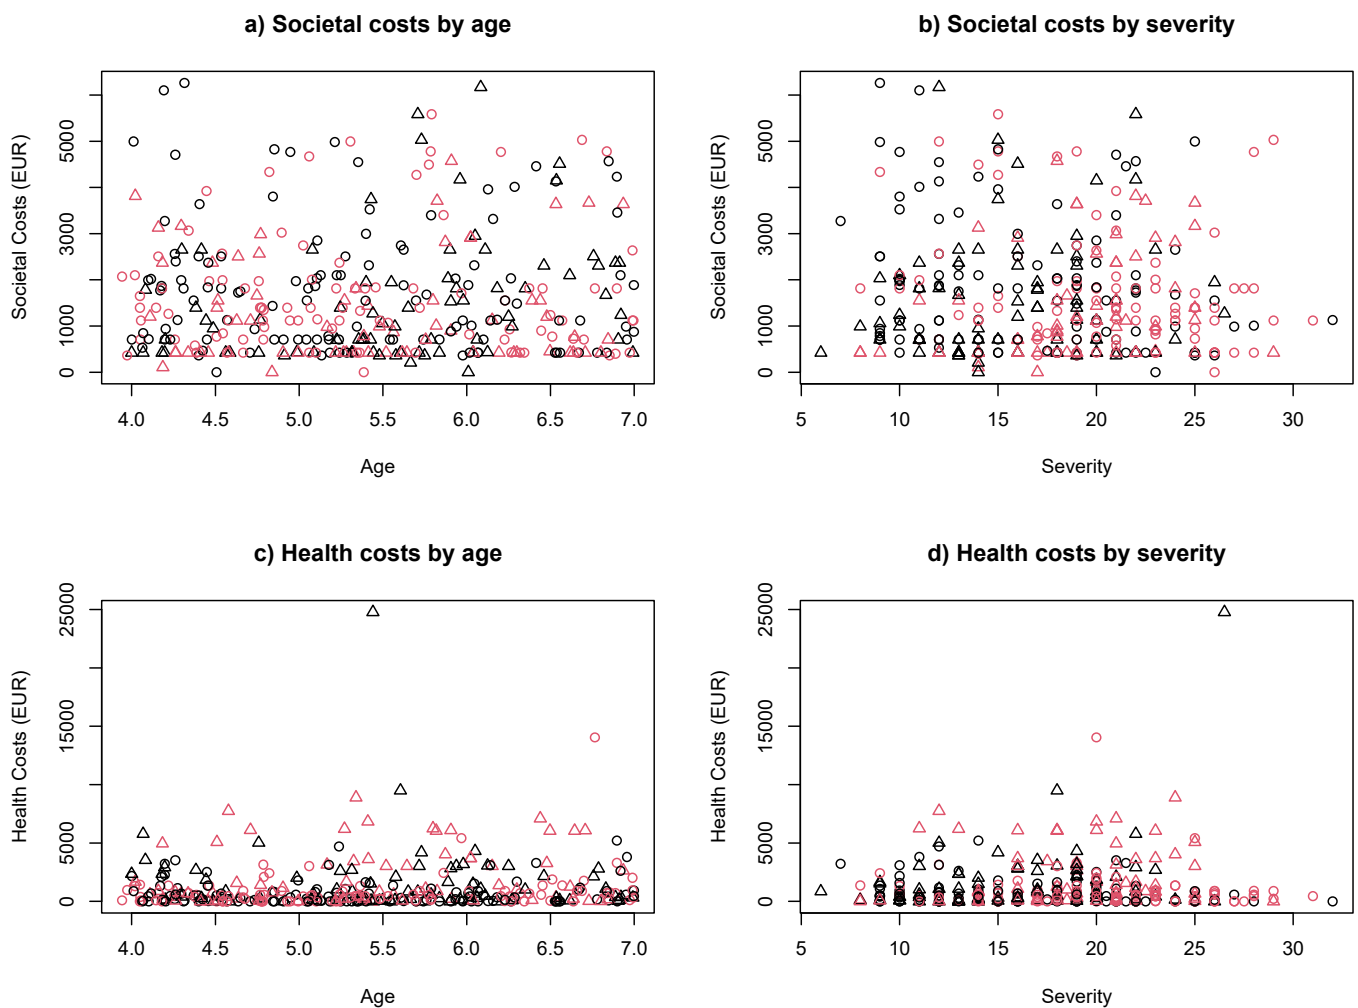 a) Societal costs by age
Societal Costs (EUR)
0 1000 3000 5000
4.0 4.5 5.0 5.5 6.0 6.5 7.0
Age
b) Societal costs by severity
Societal Costs (EUR)
0 1000 3000 5000
5 10 15 20 25 30
Severity
c) Health costs by age
Health Costs (EUR)
0 5000 15000 25000
4.0 4.5 5.0 5.5 6.0 6.5 7.0
Age
d) Health costs by severity
Health Costs (EUR)
0 5000 15000 25000
5 10 15 20 25 30
Severity